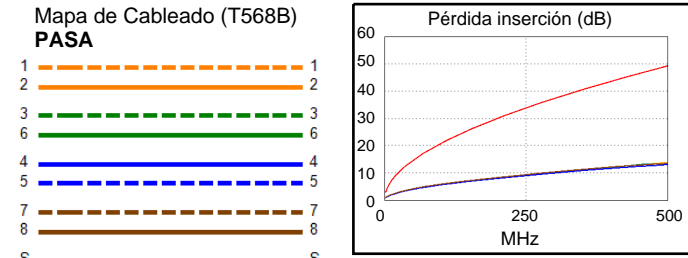 Mapa de Cableado (T568B)
PASA
1 1
2 2
3 3
6 6
4 4
5 5
7 7
8 8
S S
Pérdida inserción (dB)
60
50
40
30
20
10
0
0 250 500
MHz